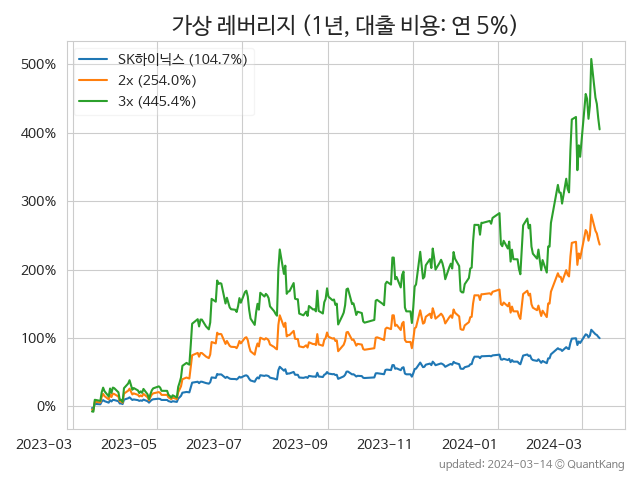 가상 레버리지 (1년, 대출 비용: 연 5%)
SK하이닉스 (104.7%)
2x (254.0%)
3x (445.4%)
500%
400%
300%
200%
100%
0%
2023-03 2023-05 2023-07 2023-09 2023-11 2024-01 2024-03
updated: 2024-03-14 ⓒ QuantKang